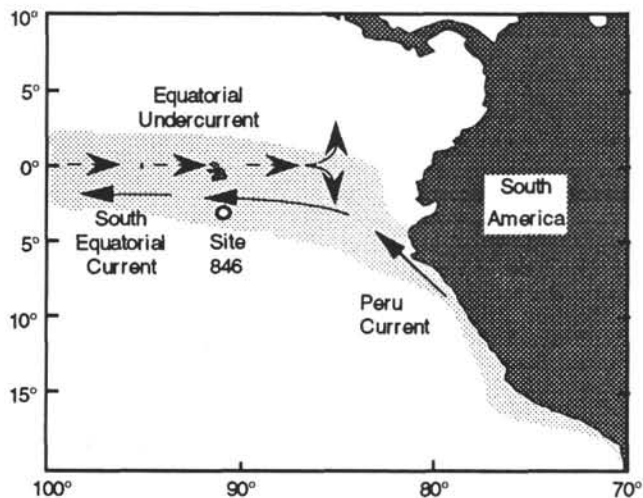 10°
5°
0°
5°
10°
15°
Equatorial
Undercurrent
South
Equatorial
Current
Site
846
Peru
Current
South
America
100°
90°
80°
70°